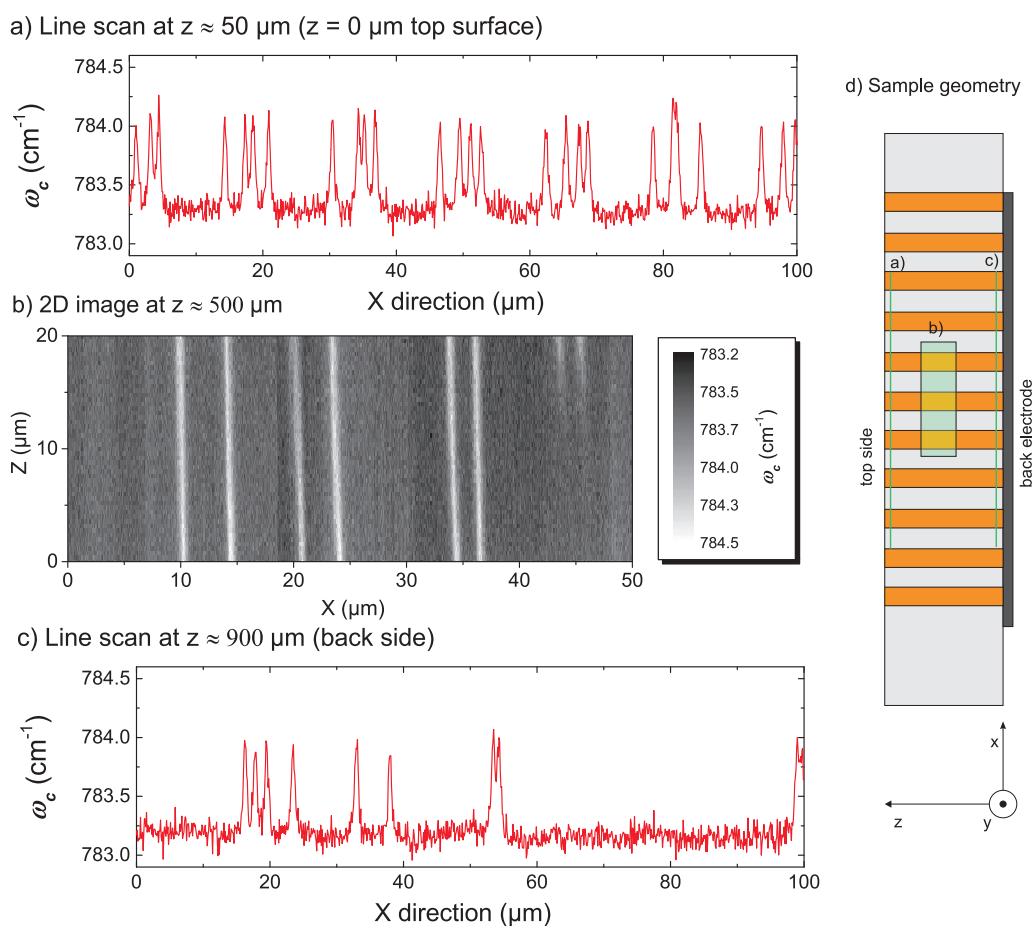 a) Line scan at z ≈ 50 µm (z = 0 µm top surface)
784.5
784.0
783.5
783.0
ω_c (cm⁻¹)
0 20 40 60 80 100
X direction (µm)
b) 2D image at z ≈ 500 µm
20
10
0
Z (µm)
0 10 20 30 40 50
X (µm)
783.2
783.5
783.7
784.0
784.3
784.5
ω_c (cm⁻¹)
c) Line scan at z ≈ 900 µm (back side)
784.5
784.0
783.5
783.0
ω_c (cm⁻¹)
0 20 40 60 80 100
X direction (µm)
d) Sample geometry
a)
c)
b)
top side
back electrode
x
z
y